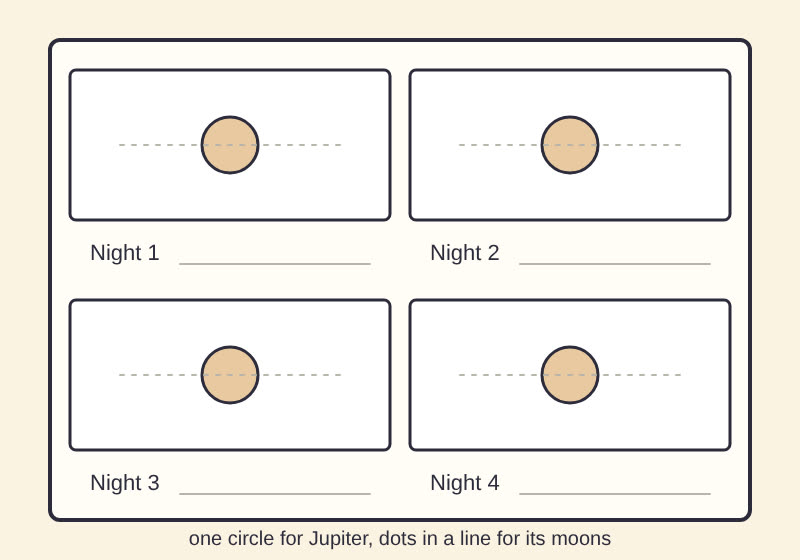 Night 1
Night 2
Night 3
Night 4
one circle for Jupiter, dots in a line for its moons